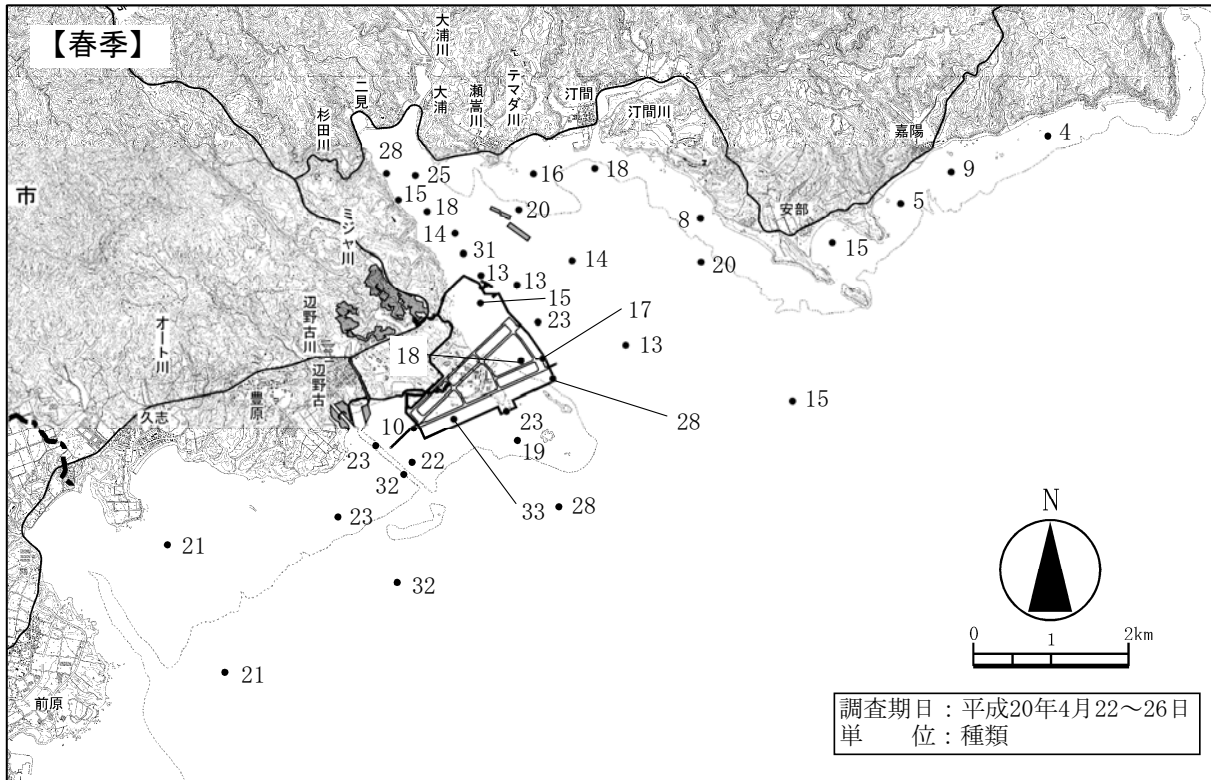 【春季】
大浦川
大浦
二見
杉田川
瀬嵩川
テマダ川
汀間
汀間川
嘉陽
安部
市
ミジャ川
辺野古川
辺野古
オート川
豊原
久志
前原
4
9
5
15
8
20
18
16
20
28
25
15
18
14
31
13
13
14
15
23
17
13
18
28
15
10
23
19
23
22
32
33
28
23
21
32
21
N
0 1 2km
調査期日：平成20年4月22～26日
単　　位：種類